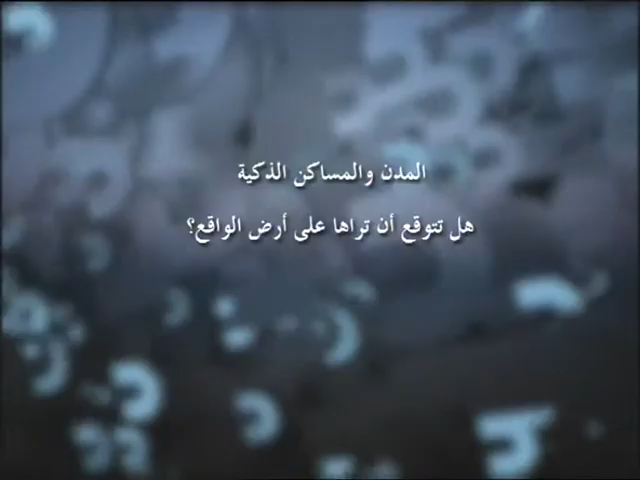 المدن والمساكن الذكية
هل تتوقع أن تراها على أرض الواقع؟